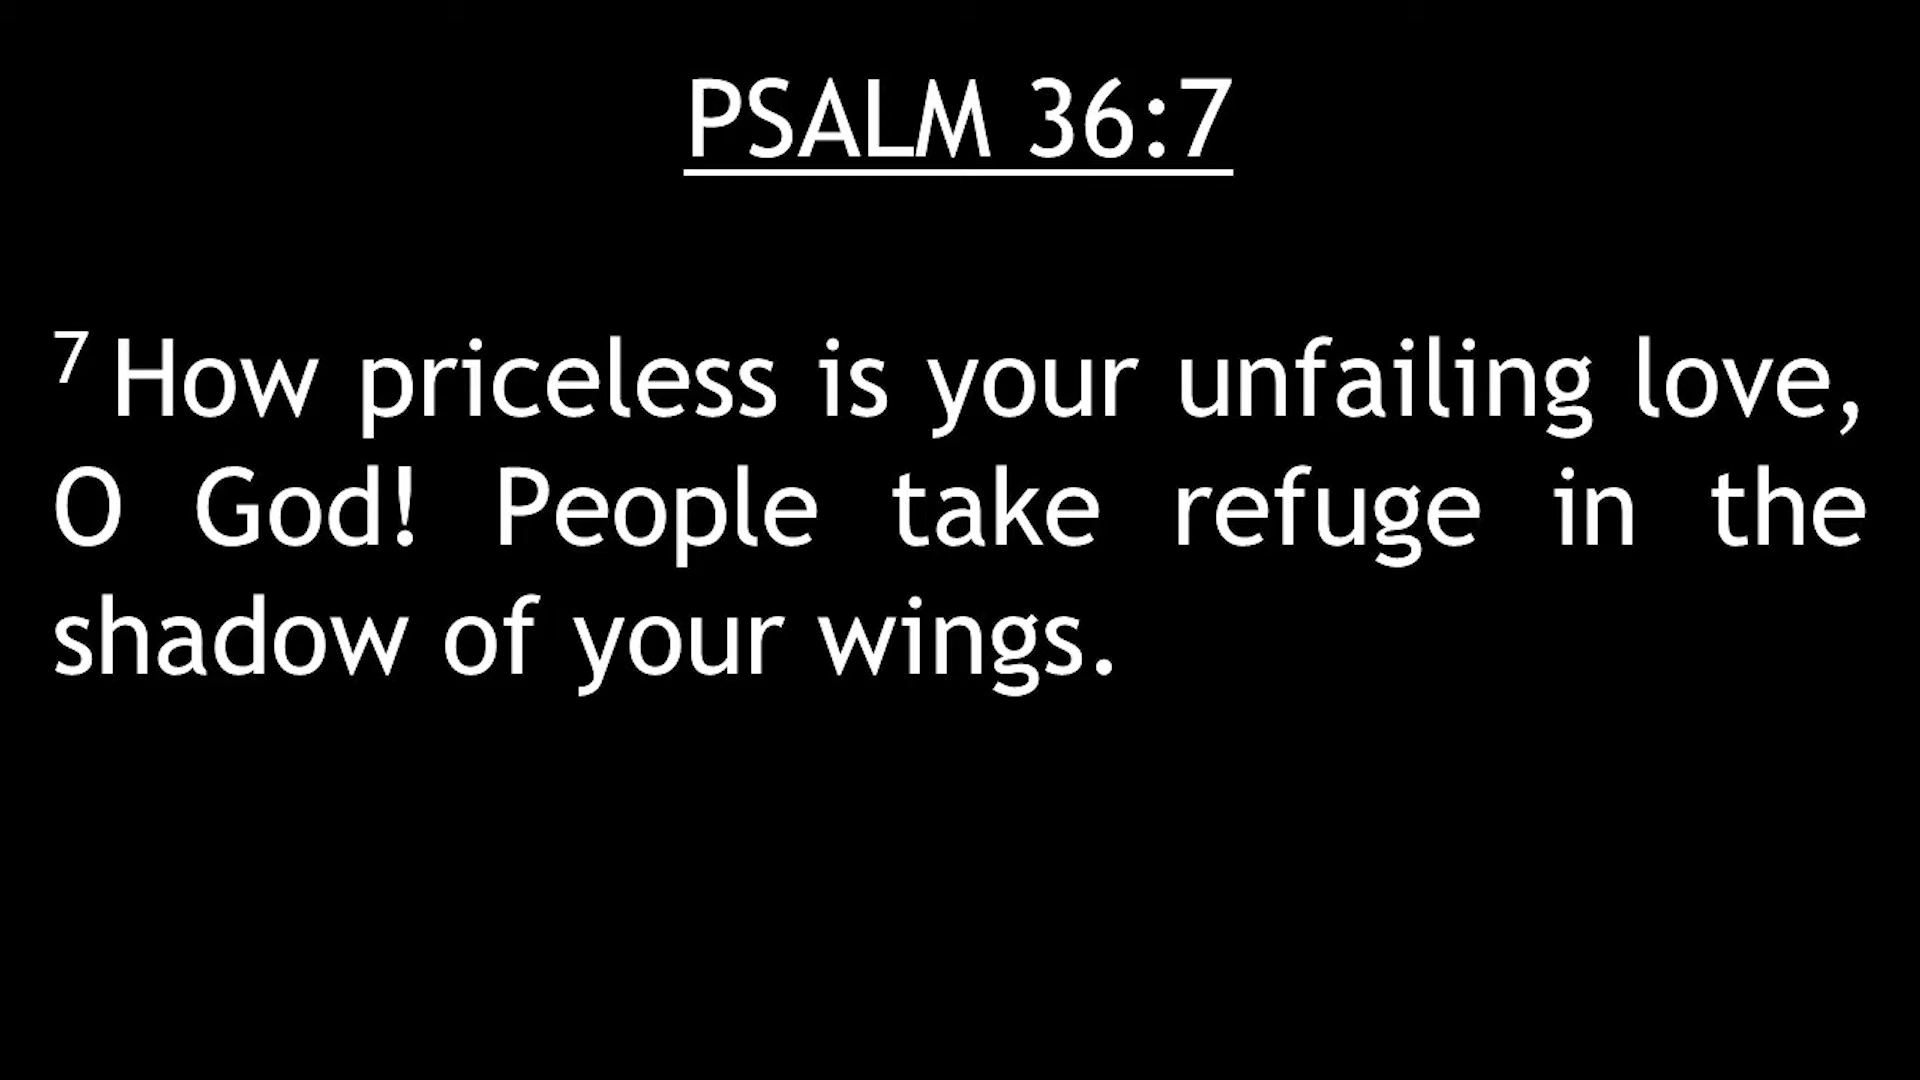 PSALM 36:7
7 How priceless is your unfailing love,
O God! People take refuge in the
shadow of your wings.